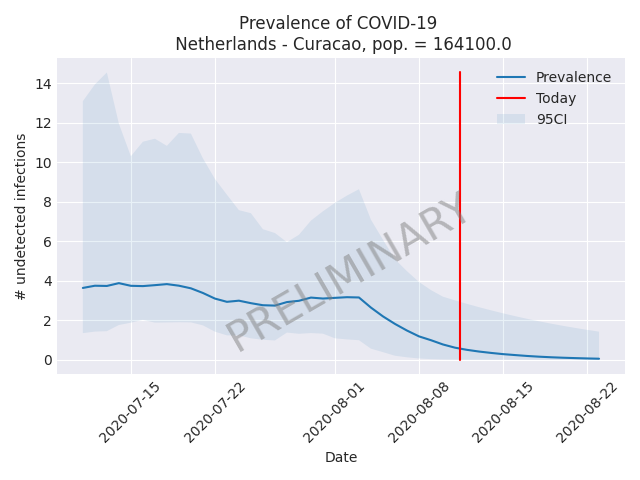 Prevalence of COVID-19
Netherlands - Curacao, pop. = 164100.0
Prevalence
Today
95CI
14
12
10
8
6
4
2
0
# undetected infections
PRELIMINARY
2020-07-15
2020-07-22
2020-08-01
2020-08-08
2020-08-15
2020-08-22
Date